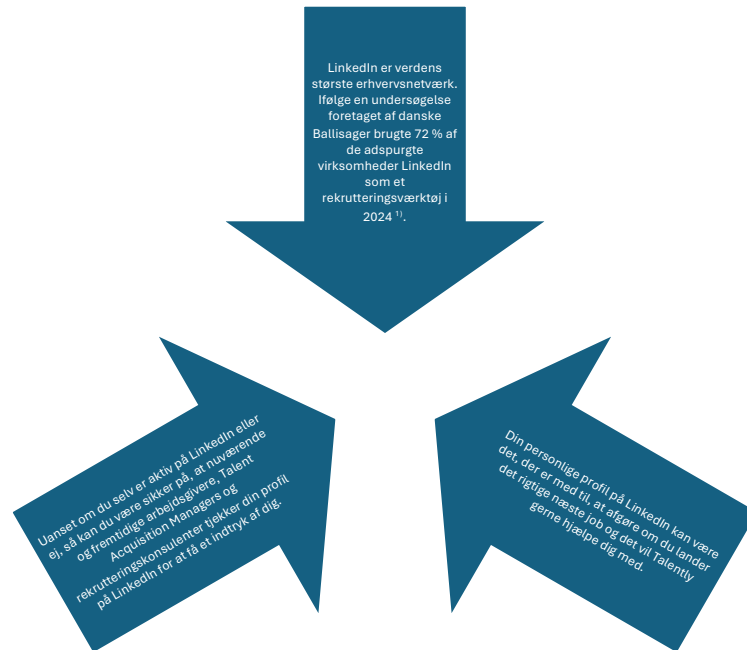 LinkedIn er verdens
største erhvervsnetværk.
Ifølge en undersøgelse
foretaget af danske
Ballisager brugte 72 % af
de adspurgte
virksomheder LinkedIn
som et
rekrutteringsværktøj i
2024 ¹⁾.
Uanset om du selv er aktiv på LinkedIn eller
ej, så kan du være sikker på, at nuværende
og fremtidige arbejdsgivere, Talent
Acquisition Managers og
rekrutteringskonsulenter tjekker din profil
på LinkedIn for at få et indtryk af dig.
Din personlige profil på LinkedIn kan være
det, der er med til, at afgøre om du lander
det rigtige næste job og det vil Talently
gerne hjælpe dig med.